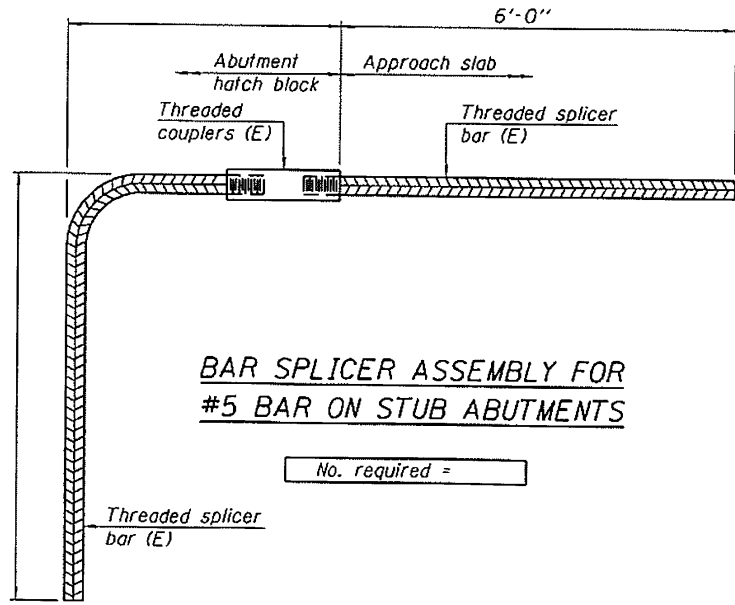 6'-0"
Abutment
hatch block
Approach slab
Threaded
couplers (E)
Threaded splicer
bar (E)
BAR SPLICER ASSEMBLY FOR
#5 BAR ON STUB ABUTMENTS
No. required =
Threaded splicer
bar (E)